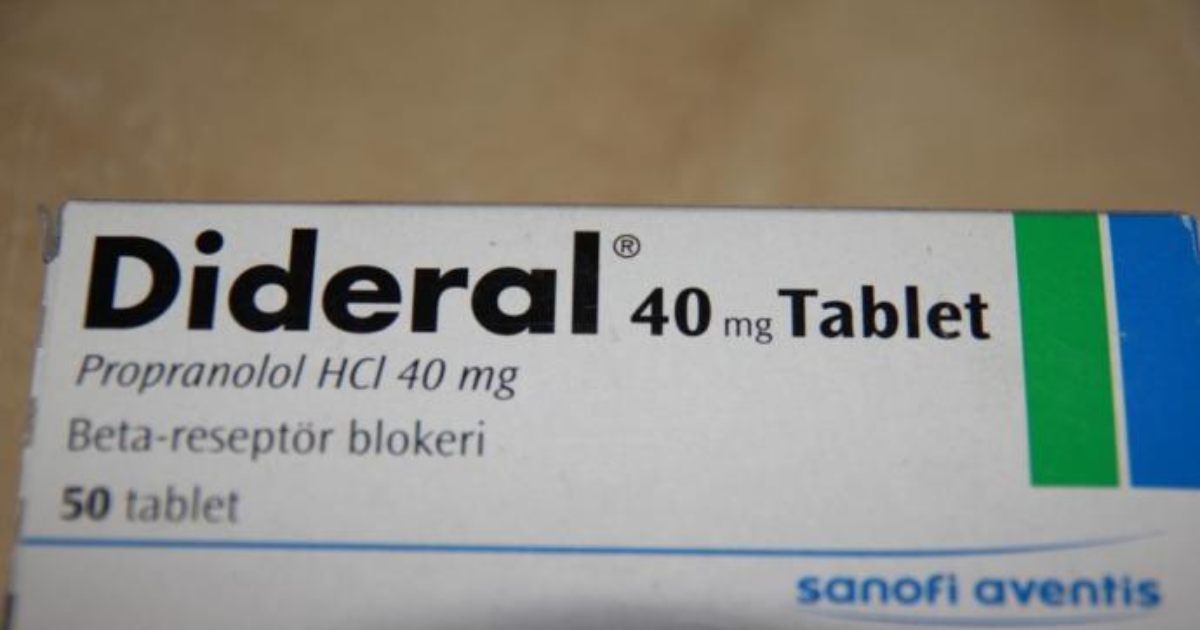 Dideral® 40 mg Tablet
Propranolol HCl 40 mg
Beta-reseptör blokeri
50 tablet
sanofi aventis